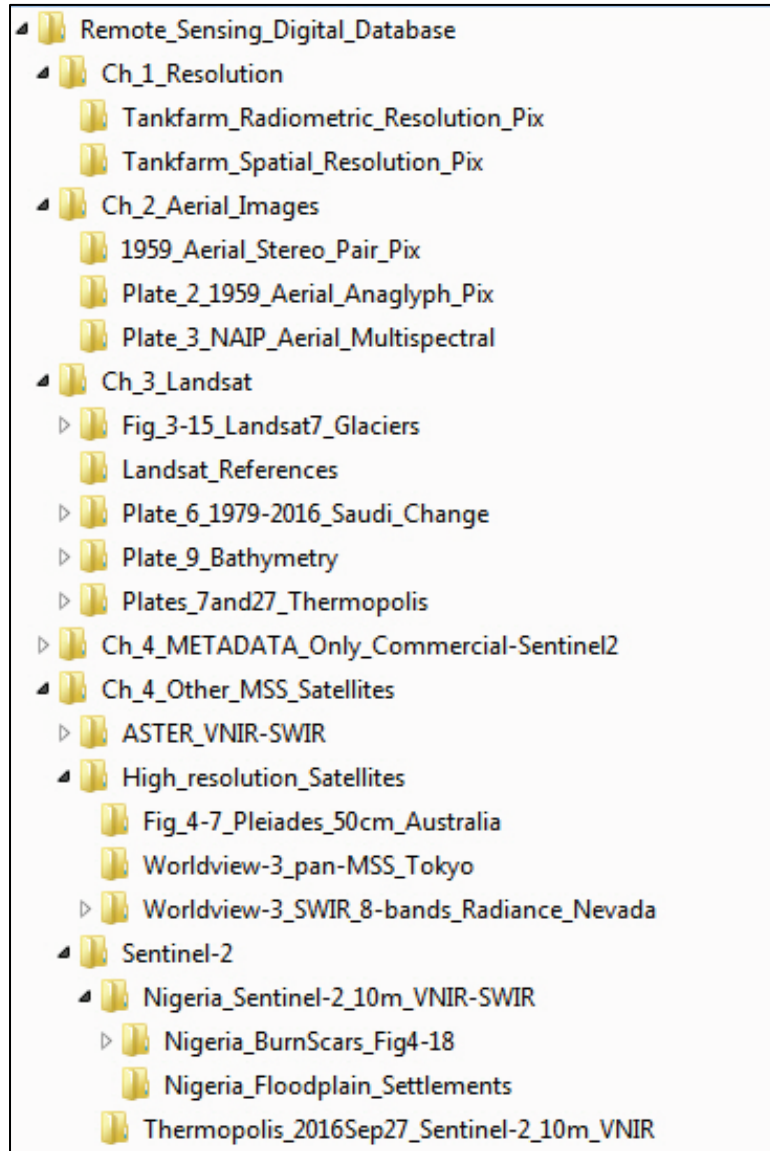 Remote_Sensing_Digital_Database
Ch_1_Resolution
Tankfarm_Radiometric_Resolution_Pix
Tankfarm_Spatial_Resolution_Pix
Ch_2_Aerial_Images
1959_Aerial_Stereo_Pair_Pix
Plate_2_1959_Aerial_Anaglyph_Pix
Plate_3_NAIP_Aerial_Multispectral
Ch_3_Landsat
Fig_3-15_Landsat7_Glaciers
Landsat_References
Plate_6_1979-2016_Saudi_Change
Plate_9_Bathymetry
Plates_7and27_Thermopolis
Ch_4_METADATA_Only_Commercial-Sentinel2
Ch_4_Other_MSS_Satellites
ASTER_VNIR-SWIR
High_resolution_Satellites
Fig_4-7_Pleiades_50cm_Australia
Worldview-3_pan-MSS_Tokyo
Worldview-3_SWIR_8-bands_Radiance_Nevada
Sentinel-2
Nigeria_Sentinel-2_10m_VNIR-SWIR
Nigeria_BurnScars_Fig4-18
Nigeria_Floodplain_Settlements
Thermopolis_2016Sep27_Sentinel-2_10m_VNIR